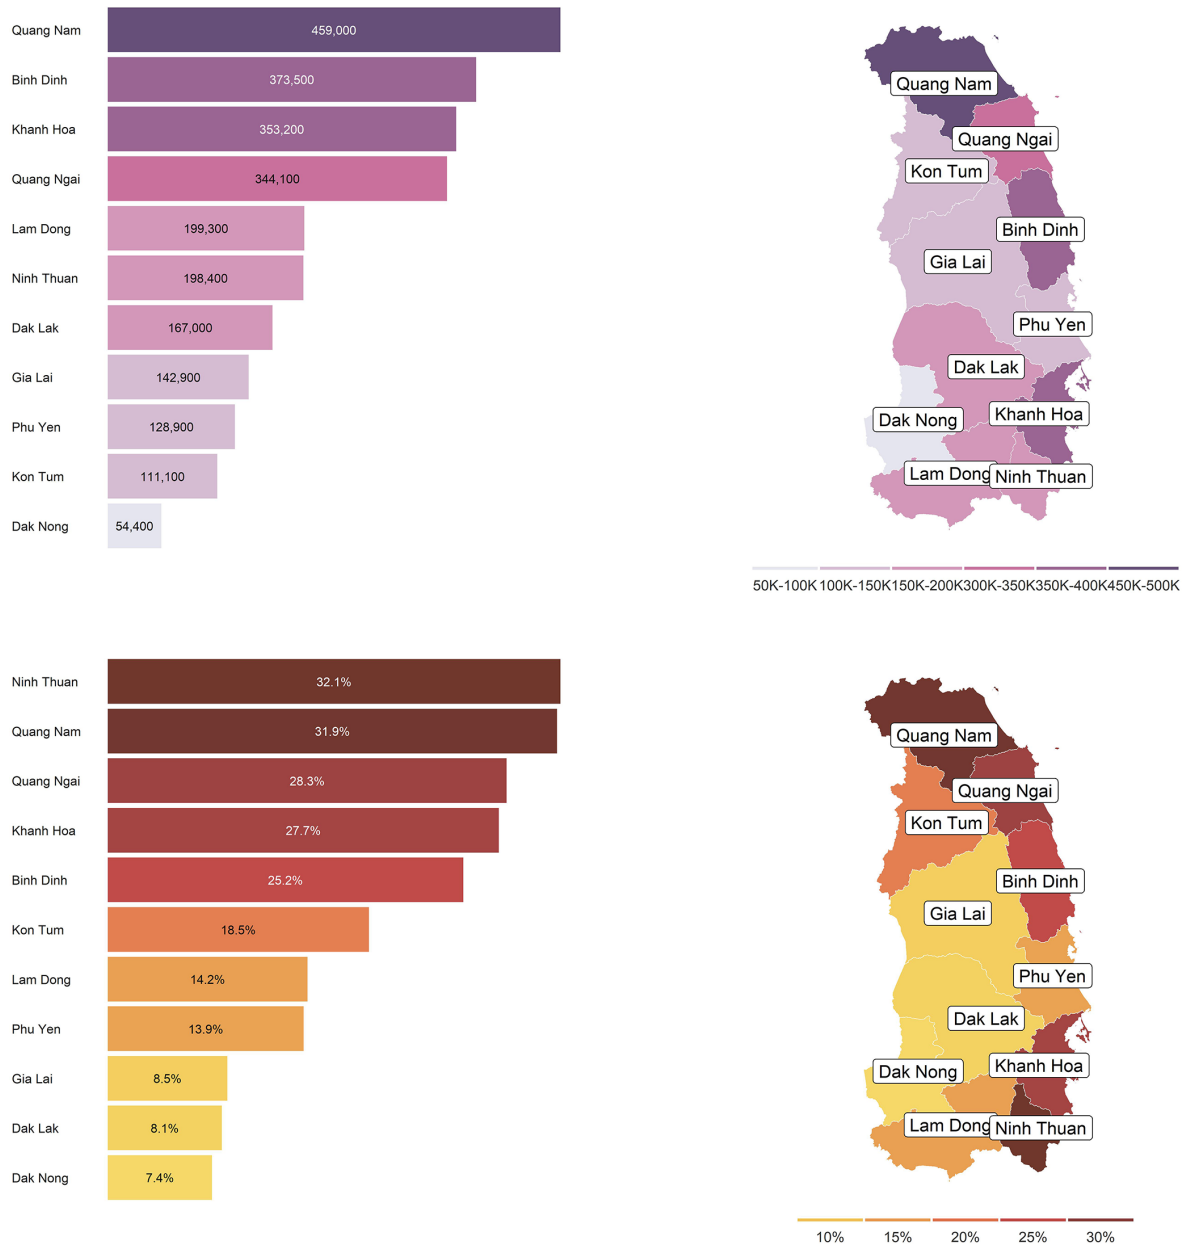 Quang Nam 459,000
Binh Dinh 373,500
Khanh Hoa 353,200
Quang Ngai 344,100
Lam Dong 199,300
Ninh Thuan 198,400
Dak Lak 167,000
Gia Lai 142,900
Phu Yen 128,900
Kon Tum 111,100
Dak Nong 54,400
Quang Nam
Quang Ngai
Kon Tum
Binh Dinh
Gia Lai
Phu Yen
Dak Lak
Khanh Hoa
Dak Nong
Lam Dong
Ninh Thuan
50K-100K 100K-150K 150K-200K 300K-350K 350K-400K 450K-500K
Ninh Thuan 32.1%
Quang Nam 31.9%
Quang Ngai 28.3%
Khanh Hoa 27.7%
Binh Dinh 25.2%
Kon Tum 18.5%
Lam Dong 14.2%
Phu Yen 13.9%
Gia Lai 8.5%
Dak Lak 8.1%
Dak Nong 7.4%
Quang Nam
Quang Ngai
Kon Tum
Binh Dinh
Gia Lai
Phu Yen
Dak Lak
Khanh Hoa
Dak Nong
Lam Dong
Ninh Thuan
10% 15% 20% 25% 30%